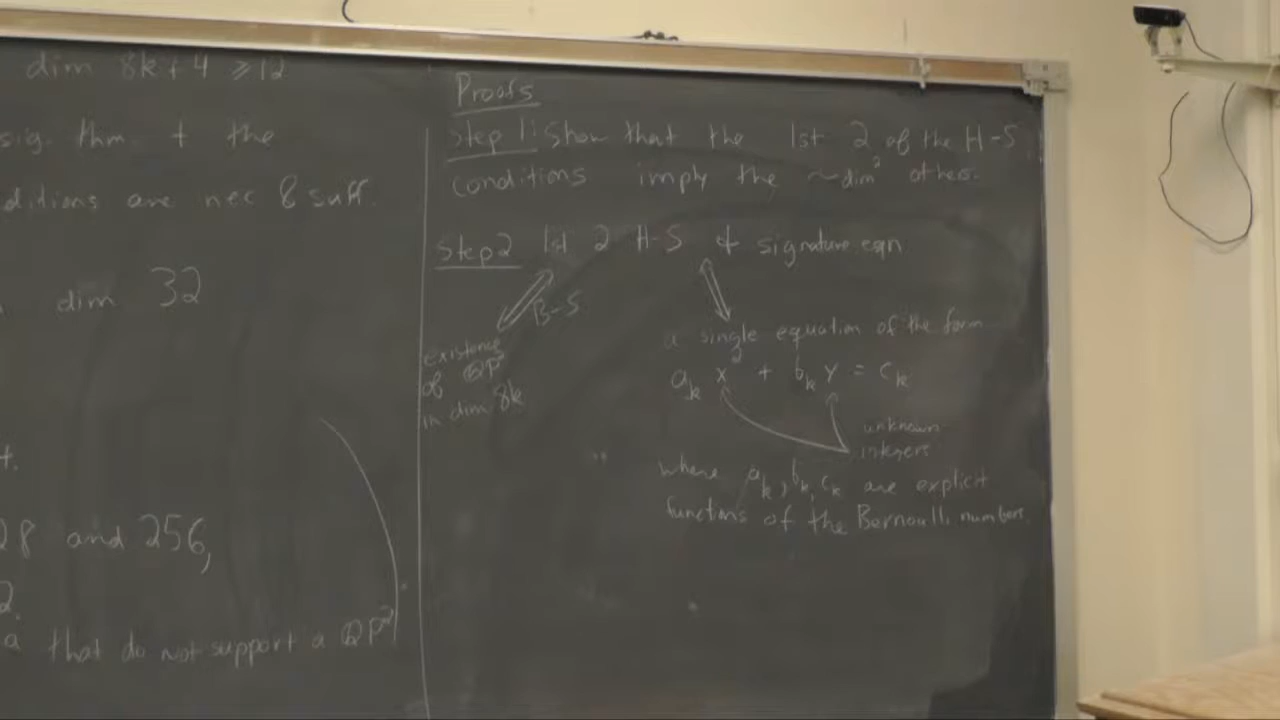 dim 8k+4 ≥ 12
sig. thm + the
ditions are nec & suff.
dim 32
t.
28 and 256,
2.
a that do not support a QP²
Proofs
Step 1: Show that the 1st 2 of the H-S
conditions imply the ~dim² others.
Step 2 1st 2 H-S & signature eqn
B-S
existence
of QP²
in dim 8k
a single equation of the form
a_k x² + b_k y = c_k
unknown
integers
where a_k, b_k, c_k are explicit
functions of the Bernoulli numbers.